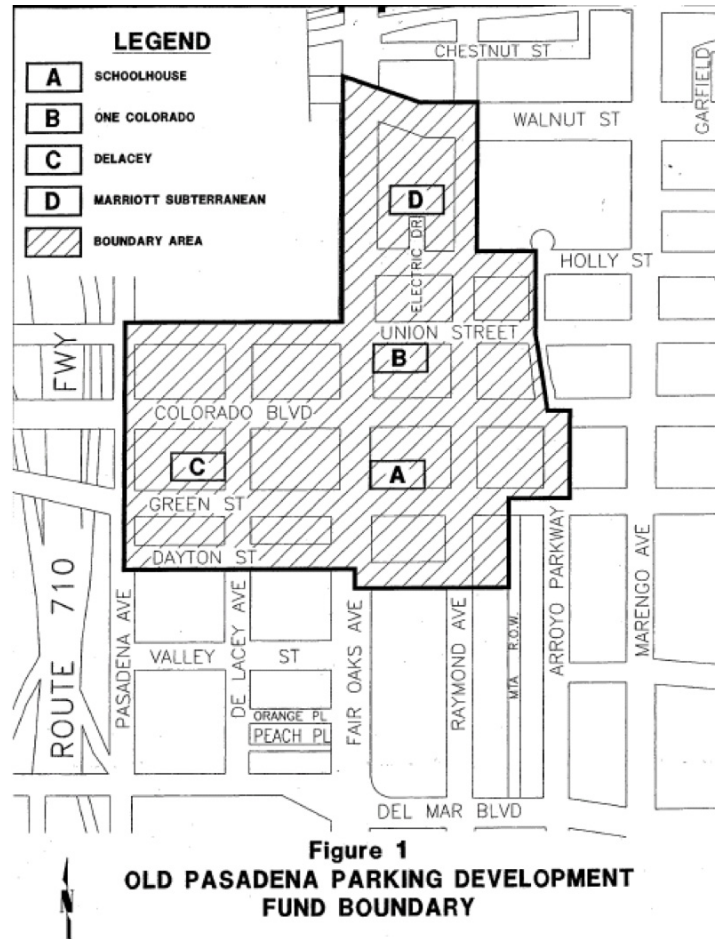 LEGEND
A SCHOOLHOUSE
B ONE COLORADO
C DELACEY
D MARRIOTT SUBTERRANEAN
BOUNDARY AREA
CHESTNUT ST
GARFIELD
WALNUT ST
D
ELECTRIC DR
HOLLY ST
UNION STREET
B
FWY
COLORADO BLVD
C
A
GREEN ST
DAYTON ST
ROUTE 710
PASADENA AVE
DE LACEY AVE
FAIR OAKS AVE
RAYMOND AVE
MTA R.O.W.
ARROYO PARKWAY
MARENGO AVE
VALLEY ST
ORANGE PL
PEACH PL
DEL MAR BLVD
Figure 1
OLD PASADENA PARKING DEVELOPMENT
FUND BOUNDARY
N